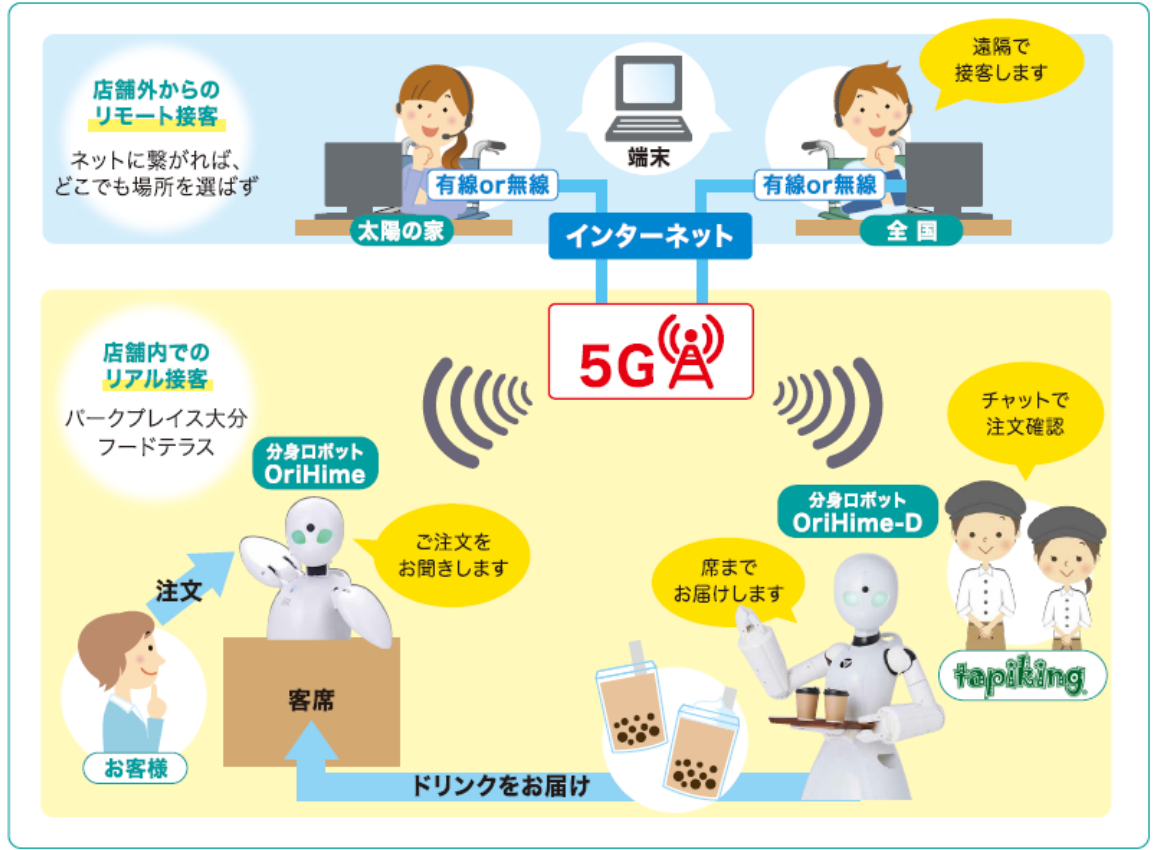 店舗外からの
リモート接客
ネットに繋がれば、
どこでも場所を選ばず
遠隔で
接客します
端末
有線or無線
有線or無線
太陽の家
インターネット
全国
5G
店舗内での
リアル接客
パークプレイス大分
フードテラス
チャットで
注文確認
分身ロボット
OriHime
分身ロボット
OriHime-D
ご注文を
お聞きします
席まで
お届けします
注文
tapiking
客席
お客様
ドリンクをお届け